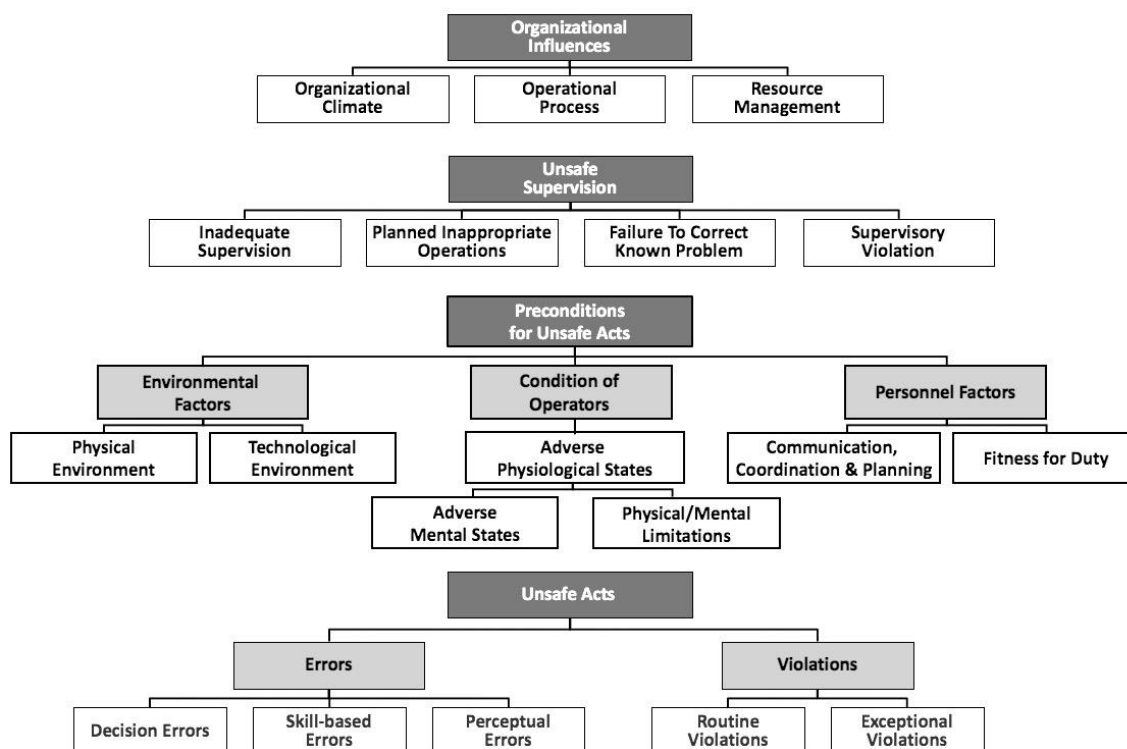 Organizational
Influences
Organizational
Climate
Operational
Process
Resource
Management
Unsafe
Supervision
Inadequate
Supervision
Planned Inappropriate
Operations
Failure To Correct
Known Problem
Supervisory
Violation
Preconditions
for Unsafe Acts
Environmental
Factors
Condition of
Operators
Personnel Factors
Physical
Environment
Technological
Environment
Adverse
Physiological States
Communication,
Coordination & Planning
Fitness for Duty
Adverse
Mental States
Physical/Mental
Limitations
Unsafe Acts
Errors
Violations
Decision Errors
Skill-based
Errors
Perceptual
Errors
Routine
Violations
Exceptional
Violations